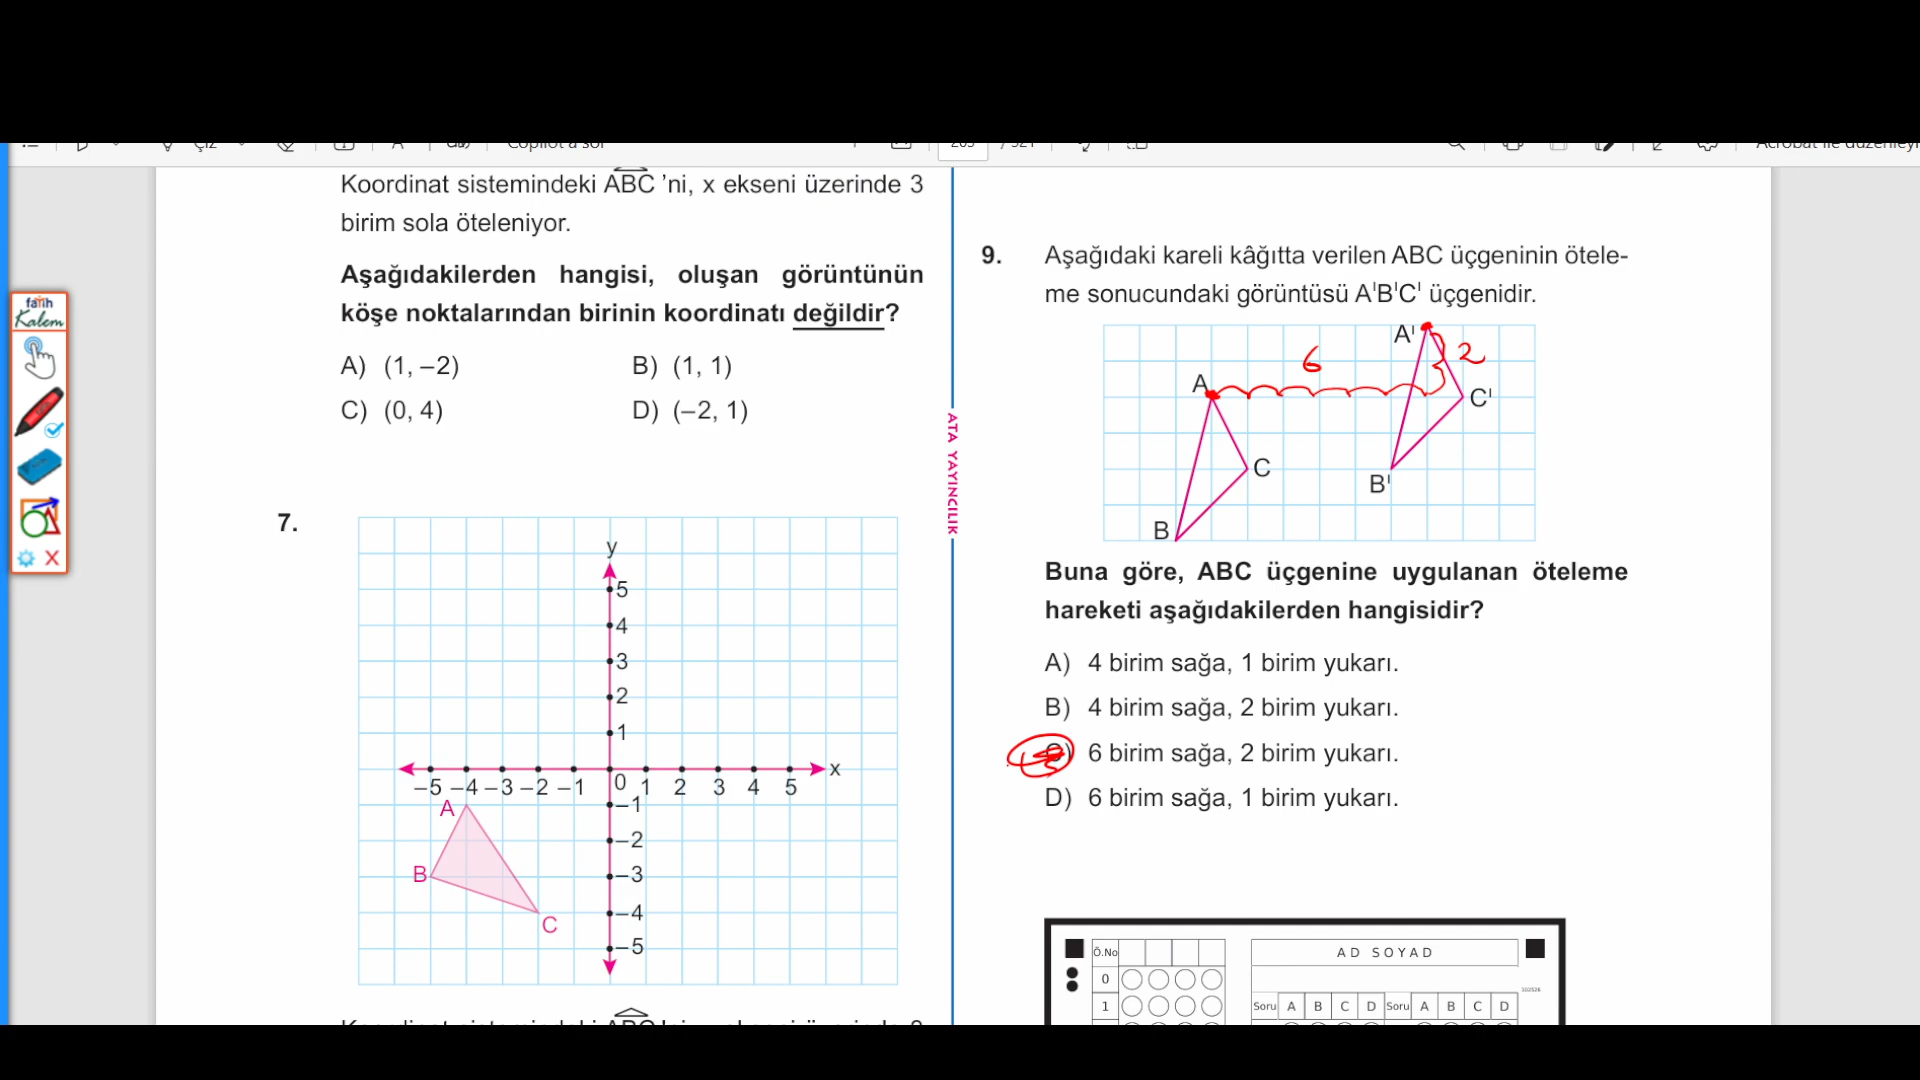 Koordinat sistemindeki ABC 'ni, x ekseni üzerinde 3
birim sola öteleniyor.
Aşağıdakilerden hangisi, oluşan görüntünün
köşe noktalarından birinin koordinatı değildir?
A) (1, –2)
B) (1, 1)
C) (0, 4)
D) (–2, 1)
7.
y
5
4
3
2
1
x
–5 –4 –3 –2 –1 0 1 2 3 4 5
–1
–2
–3
–4
–5
A
B
C
ATA YAYINCILIK
9. Aşağıdaki kareli kâğıtta verilen ABC üçgeninin ötele-
me sonucundaki görüntüsü A'B'C' üçgenidir.
A'
6
2
A
C'
C
B'
B
Buna göre, ABC üçgenine uygulanan öteleme
hareketi aşağıdakilerden hangisidir?
A) 4 birim sağa, 1 birim yukarı.
B) 4 birim sağa, 2 birim yukarı.
C) 6 birim sağa, 2 birim yukarı.
D) 6 birim sağa, 1 birim yukarı.
Ö.No
0
1
AD SOYAD
Soru A B C D Soru A B C D
fatih
Kalem